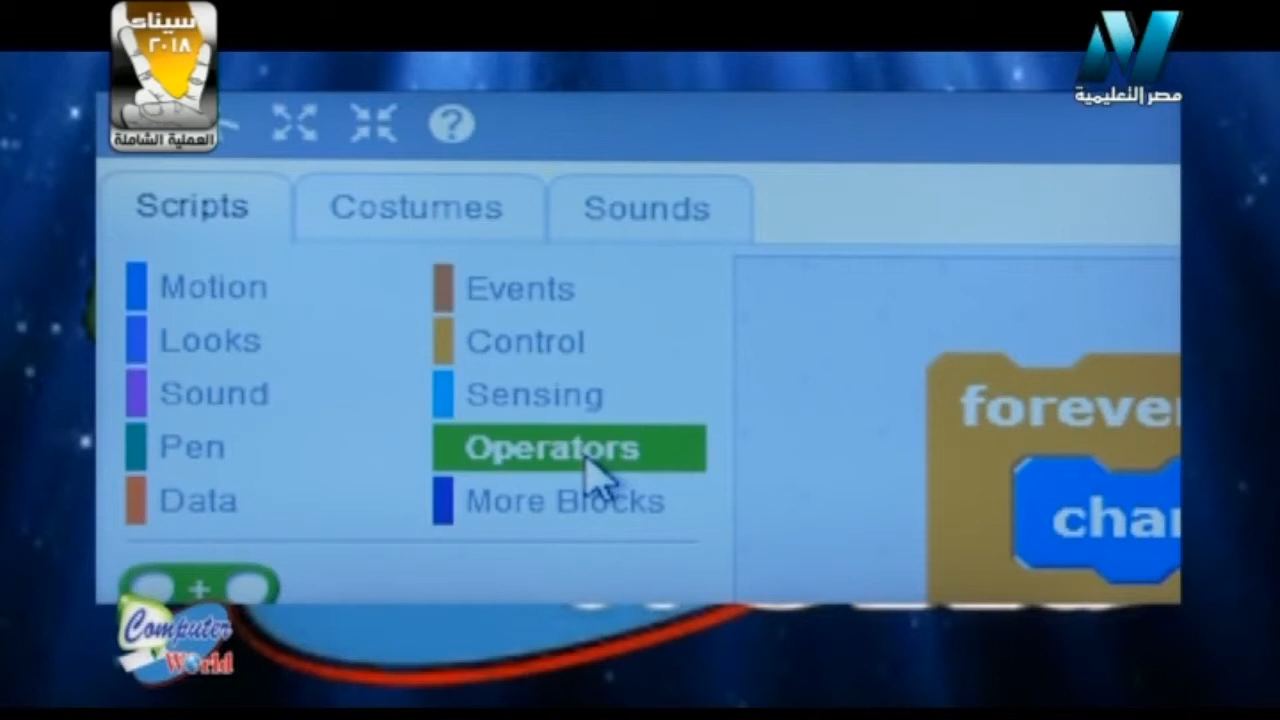 سيناء
٢٠١٨
العملية الشاملة
مصر التعليمية
?
Scripts
Costumes
Sounds
Motion
Events
Looks
Control
Sound
Sensing
Pen
Operators
Data
More Blocks
+
Computer
World